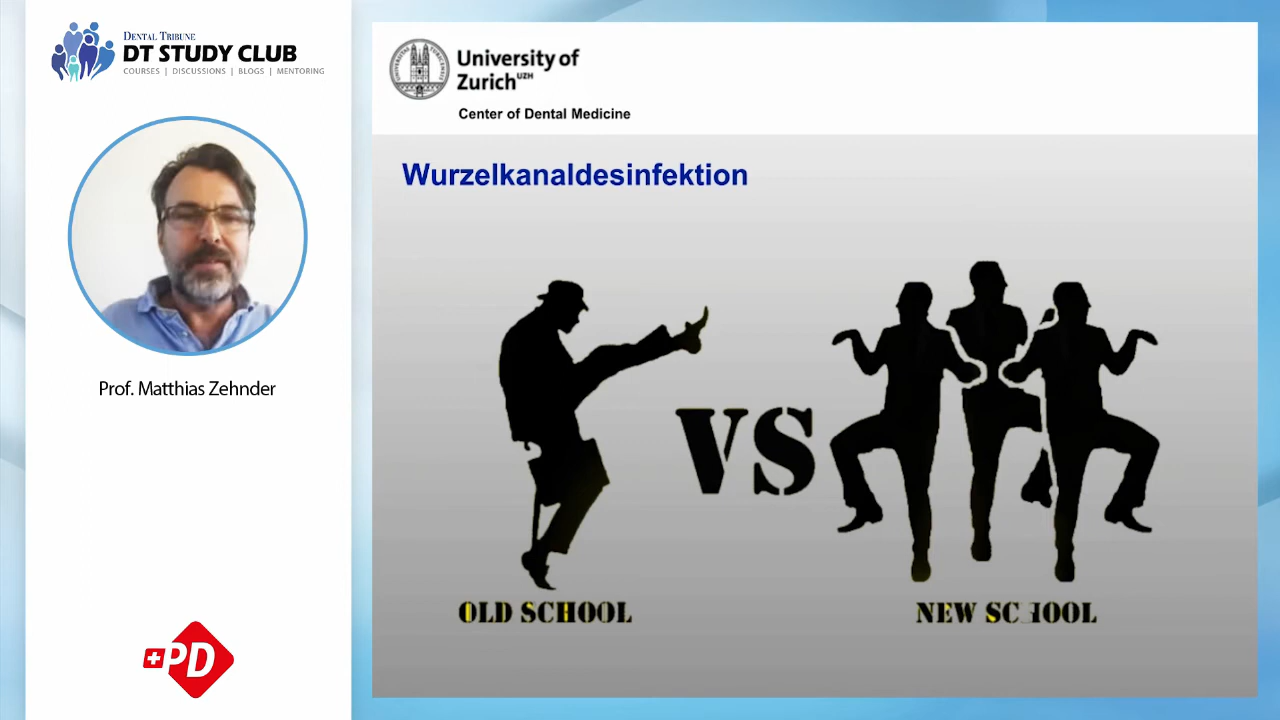 DENTAL TRIBUNE
DT STUDY CLUB
COURSES | DISCUSSIONS | BLOGS | MENTORING
Prof. Matthias Zehnder
PD
University of
Zurich UZH
Center of Dental Medicine
Wurzelkanaldesinfektion
VS
OLD SCHOOL
NEW SCHOOL